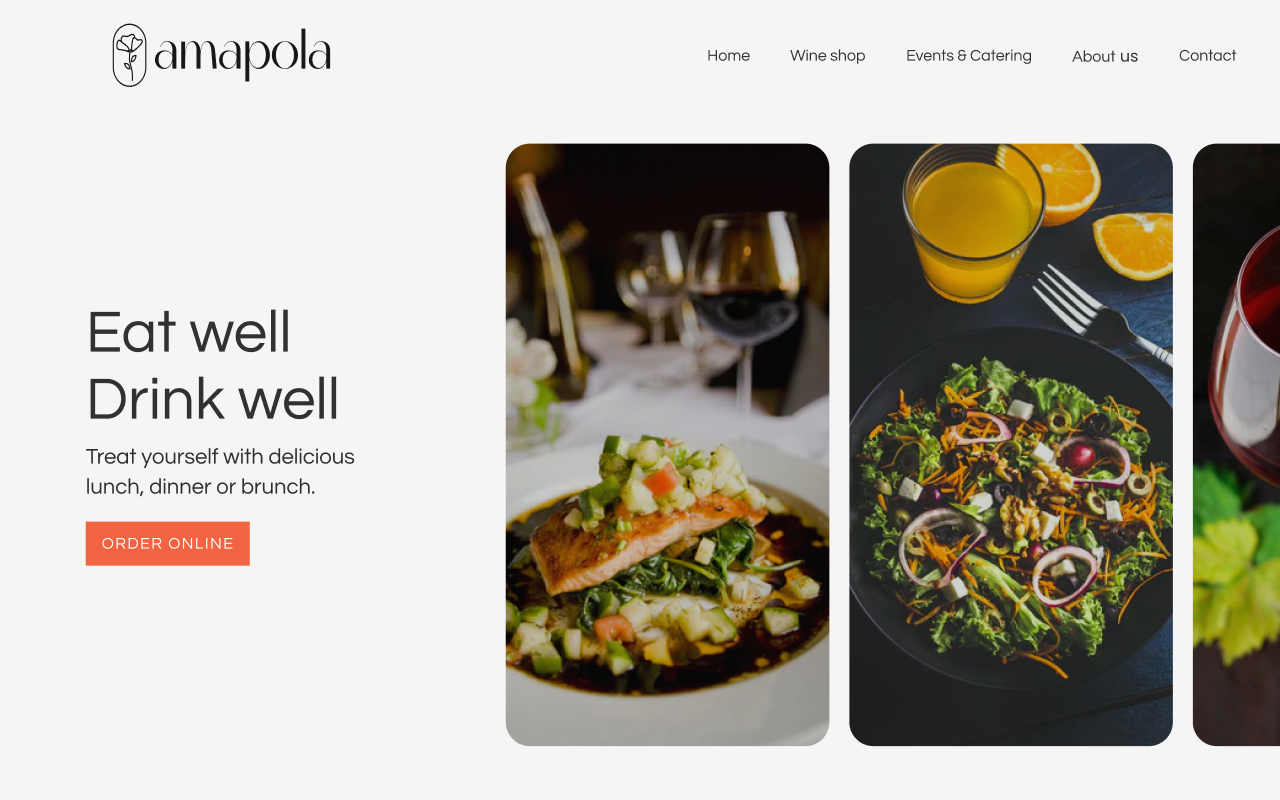 amapola
Home Wine shop Events & Catering About us Contact
Eat well
Drink well
Treat yourself with delicious
lunch, dinner or brunch.
ORDER ONLINE